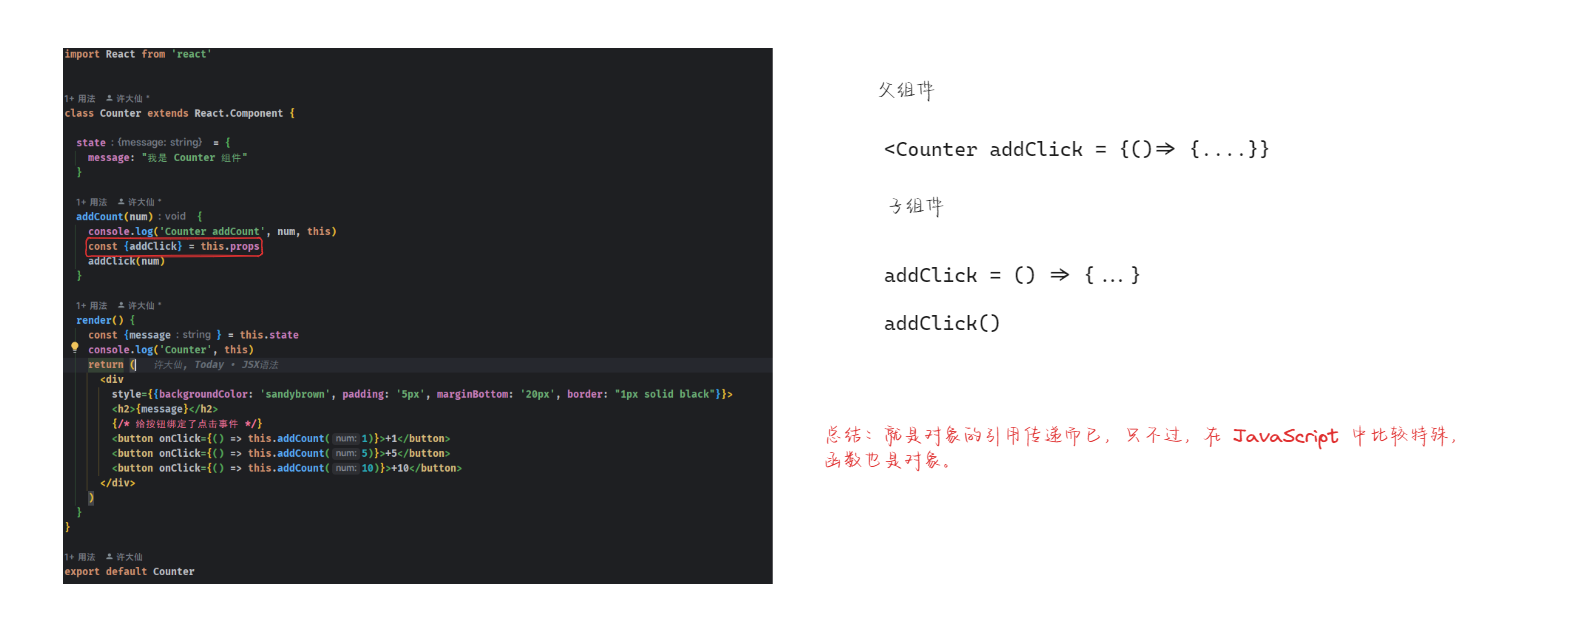 import React from 'react'
1+ 用法 许大仙 *
class Counter extends React.Component {
state : {message: string} = {
message: "我是 Counter 组件"
}
1+ 用法 许大仙 *
addCount(num) : void {
console.log('Counter addCount', num, this)
const {addClick} = this.props
addClick(num)
}
1+ 用法 许大仙 *
render() {
const {message : string } = this.state
console.log('Counter', this)
return ( 许大仙, Today • JSX语法
<div
style={{backgroundColor: 'sandybrown', padding: '5px', marginBottom: '20px', border: "1px solid black"}}>
<h2>{message}</h2>
{/* 给按钮绑定了点击事件 */}
<button onClick={() => this.addCount( num: 1)}>+1</button>
<button onClick={() => this.addCount( num: 5)}>+5</button>
<button onClick={() => this.addCount( num: 10)}>+10</button>
</div>
)
}
}
1+ 用法 许大仙
export default Counter
父组件
<Counter addClick = {()=> {....}}
子组件
addClick = () => {...}
addClick()
总结：就是对象的引用传递而已，只不过，在 JavaScript 中比较特殊，
函数也是对象。